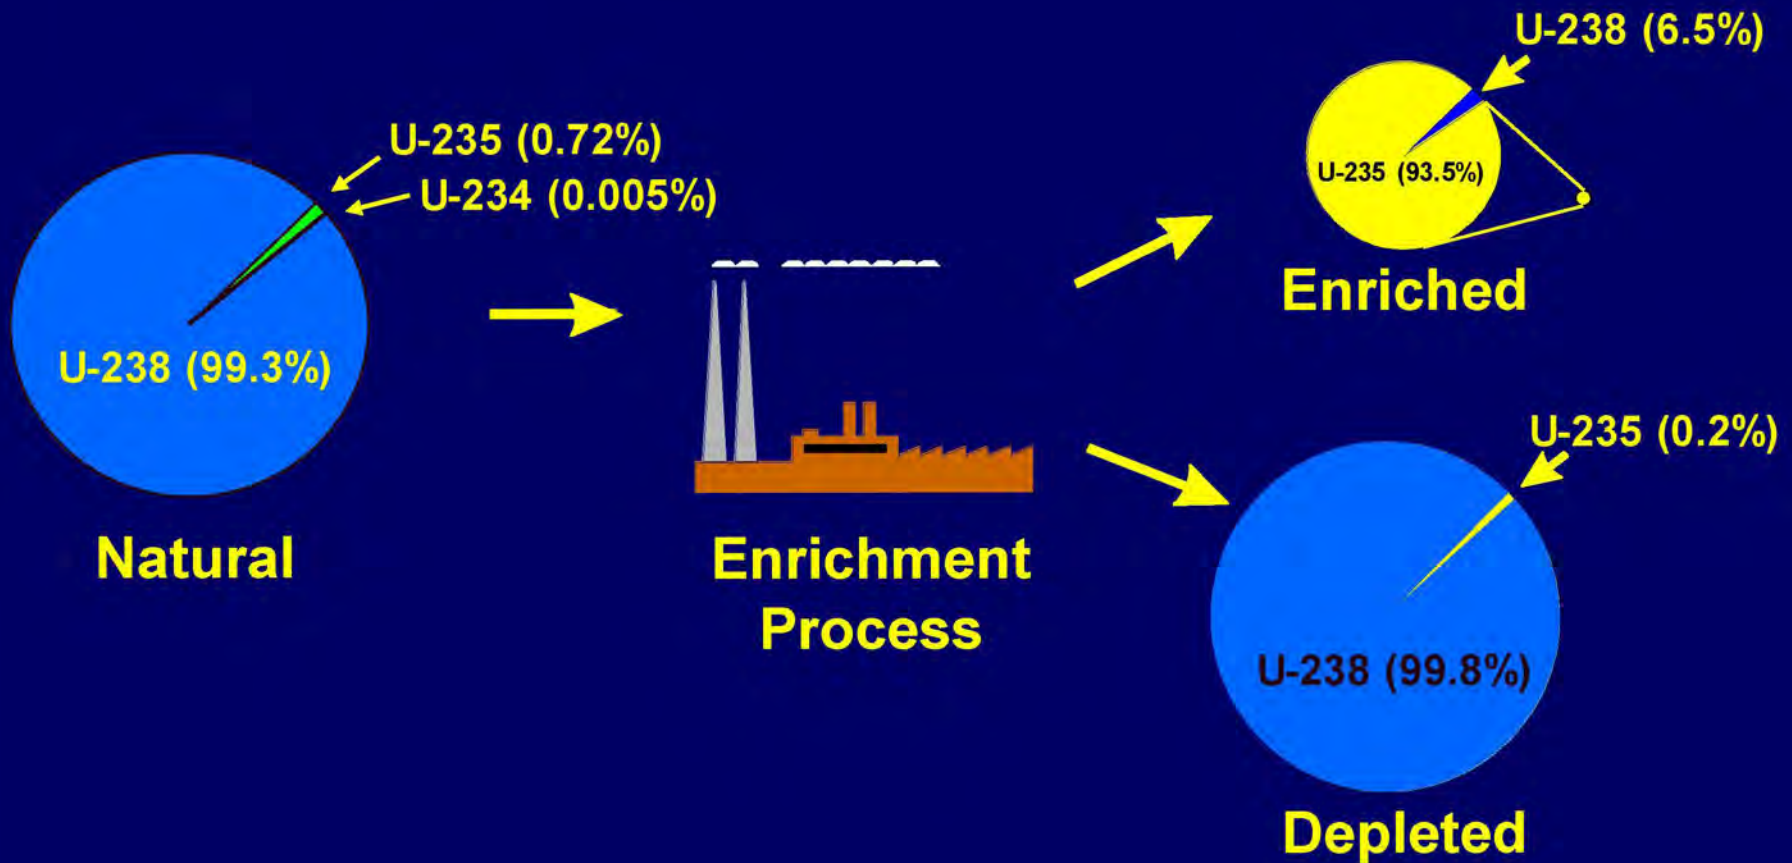 U-235 (0.72%)
U-234 (0.005%)
U-238 (99.3%)
Natural
Enrichment
Process
U-238 (6.5%)
U-235 (93.5%)
Enriched
U-235 (0.2%)
U-238 (99.8%)
Depleted